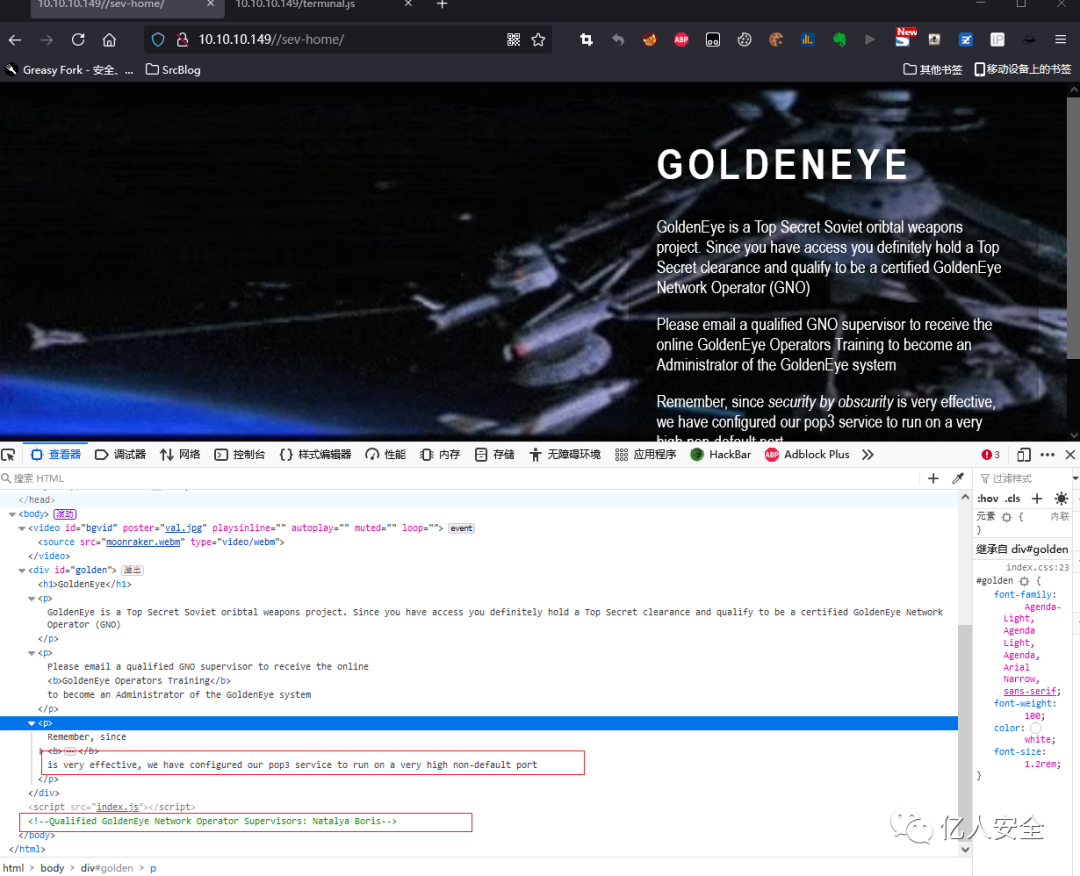 10.10.10.149//sev-home/ × 10.10.10.149/terminal.js × +
10.10.10.149//sev-home/
New
ABP
IP
Greasy Fork - 安全、... SrcBlog 其他书签 移动设备上的书签
GOLDENEYE
GoldenEye is a Top Secret Soviet oribtal weapons
project. Since you have access you definitely hold a Top
Secret clearance and qualify to be a certified GoldenEye
Network Operator (GNO)
Please email a qualified GNO supervisor to receive the
online GoldenEye Operators Training to become an
Administrator of the GoldenEye system
Remember, since security by obscurity is very effective,
we have configured our pop3 service to run on a very
high non-default port
查看器 调试器 网络 控制台 {} 样式编辑器 性能 内存 存储 无障碍环境 应用程序 HackBar ABP Adblock Plus 3
搜索 HTML
过滤样式
</head>
<body> 滚动
<video id="bgvid" poster="val.jpg" playsinline="" autoplay="" muted="" loop=""> event
<source src="moonraker.webm" type="video/webm">
</video>
<div id="golden"> 溢出
<h1>GoldenEye</h1>
<p>
GoldenEye is a Top Secret Soviet oribtal weapons project. Since you have access you definitely hold a Top Secret clearance and qualify to be a certified GoldenEye Network
Operator (GNO)
</p>
<p>
Please email a qualified GNO supervisor to receive the online
<b>GoldenEye Operators Training</b>
to become an Administrator of the GoldenEye system
</p>
<p>
Remember, since
<b>⋯</b>
is very effective, we have configured our pop3 service to run on a very high non-default port
</p>
</div>
<script src="index.js"></script>
<!--Qualified GoldenEye Network Operator Supervisors: Natalya Boris-->
</body>
</html>
html > body > div#golden > p
:hov .cls +
元素 { 内联
}
继承自 div#golden
index.css:23
#golden {
font-family:
Agenda-
Light,
Agenda
Light,
Agenda,
Arial
Narrow,
sans-serif;
font-weight:
100;
color:
white;
font-size:
1.2rem;
}
亿人安全